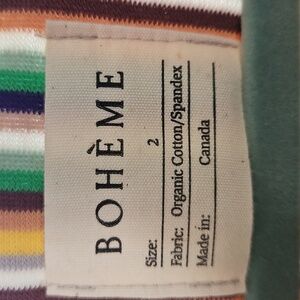 BOHÈME
Size: 2
Fabric: Organic Cotton/Spandex
Made in: Canada